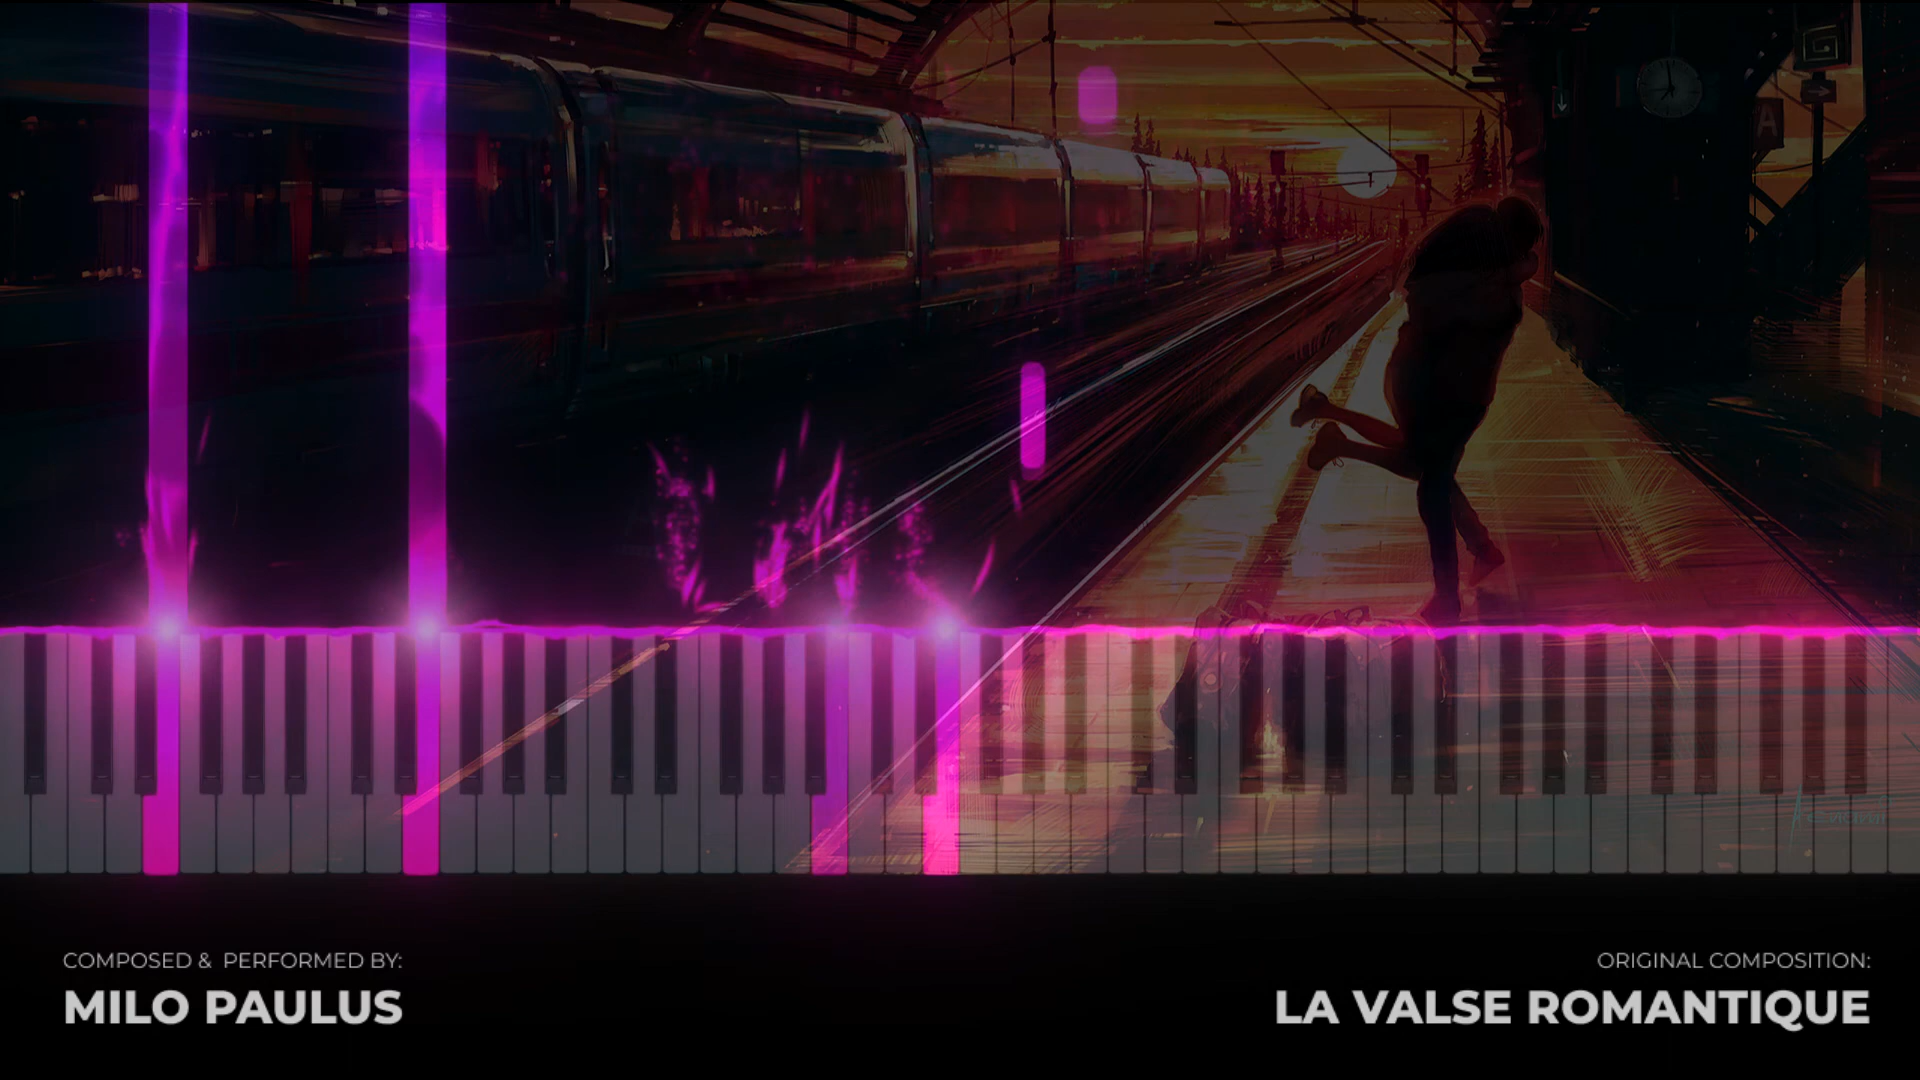 A
COMPOSED & PERFORMED BY:
MILO PAULUS
ORIGINAL COMPOSITION:
LA VALSE ROMANTIQUE